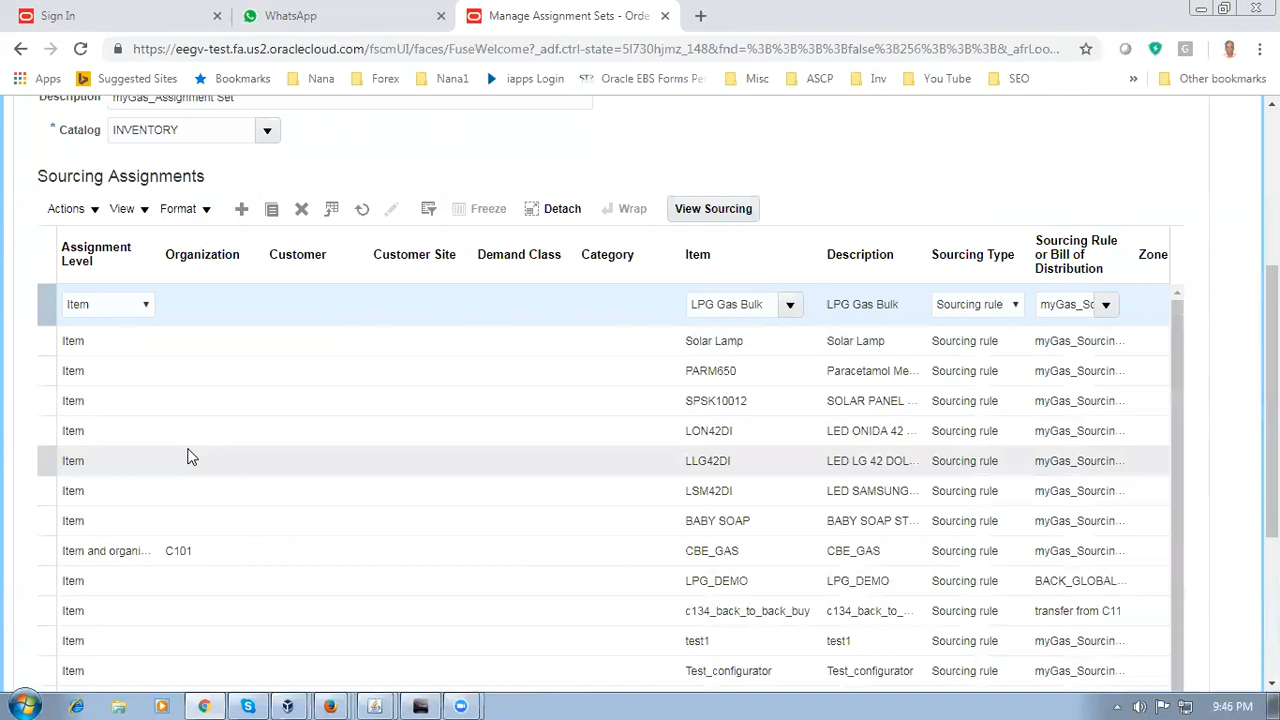 Sign In
WhatsApp
Manage Assignment Sets - Orde
https://eegv-test.fa.us2.oraclecloud.com/fscmUI/faces/FuseWelcome?_adf.ctrl-state=5l730hjmz_148&fnd=%3B%3B%3B%3Bfalse%3B256%3B%3B%3B&_afrLoo...
Apps Suggested Sites Bookmarks Nana Forex Nana1 iapps Login Oracle EBS Forms Pe Misc ASCP Inv You Tube SEO » Other bookmarks
Description myGas_Assignment Set
* Catalog INVENTORY
Sourcing Assignments
Actions View Format Freeze Detach Wrap View Sourcing
Assignment Level Organization Customer Customer Site Demand Class Category Item Description Sourcing Type Sourcing Rule or Bill of Distribution Zone
Item LPG Gas Bulk LPG Gas Bulk Sourcing rule myGas_Sc
Item Solar Lamp Solar Lamp Sourcing rule myGas_Sourcin...
Item PARM650 Paracetamol Me... Sourcing rule myGas_Sourcin...
Item SPSK10012 SOLAR PANEL ... Sourcing rule myGas_Sourcin...
Item LON42DI LED ONIDA 42 ... Sourcing rule myGas_Sourcin...
Item LLG42DI LED LG 42 DOL... Sourcing rule myGas_Sourcin...
Item LSM42DI LED SAMSUNG... Sourcing rule myGas_Sourcin...
Item BABY SOAP BABY SOAP ST... Sourcing rule myGas_Sourcin...
Item and organi... C101 CBE_GAS CBE_GAS Sourcing rule myGas_Sourcin...
Item LPG_DEMO LPG_DEMO Sourcing rule BACK_GLOBAL...
Item c134_back_to_back_buy c134_back_to_... Sourcing rule transfer from C11
Item test1 test1 Sourcing rule myGas_Sourcin...
Item Test_configurator Test_configurator Sourcing rule myGas_Sourcin...
9:46 PM